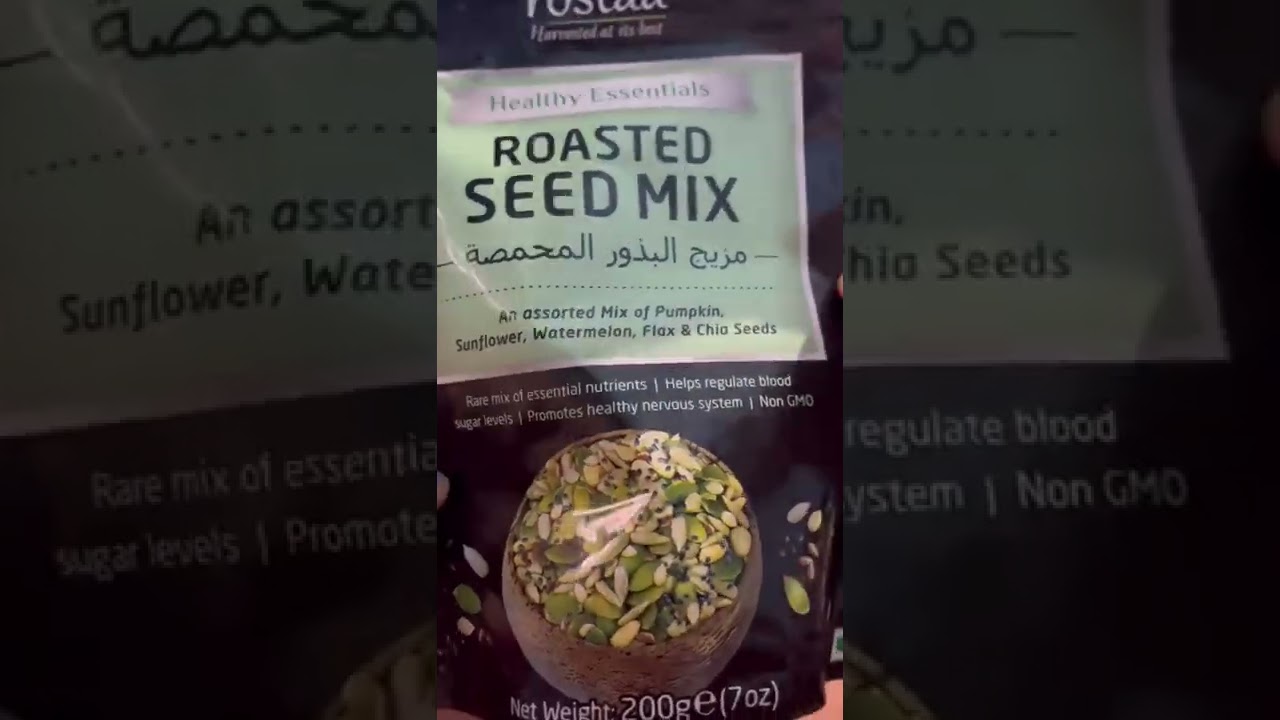 rostaa
Harvested at its best
Healthy Essentials
ROASTED
SEED MIX
مزيج البذور المحمصة
An assorted Mix of Pumpkin,
Sunflower, Watermelon, Flax & Chia Seeds
Rare mix of essential nutrients | Helps regulate blood
sugar levels | Promotes healthy nervous system | Non GMO
Net Weight: 200g℮(7oz)